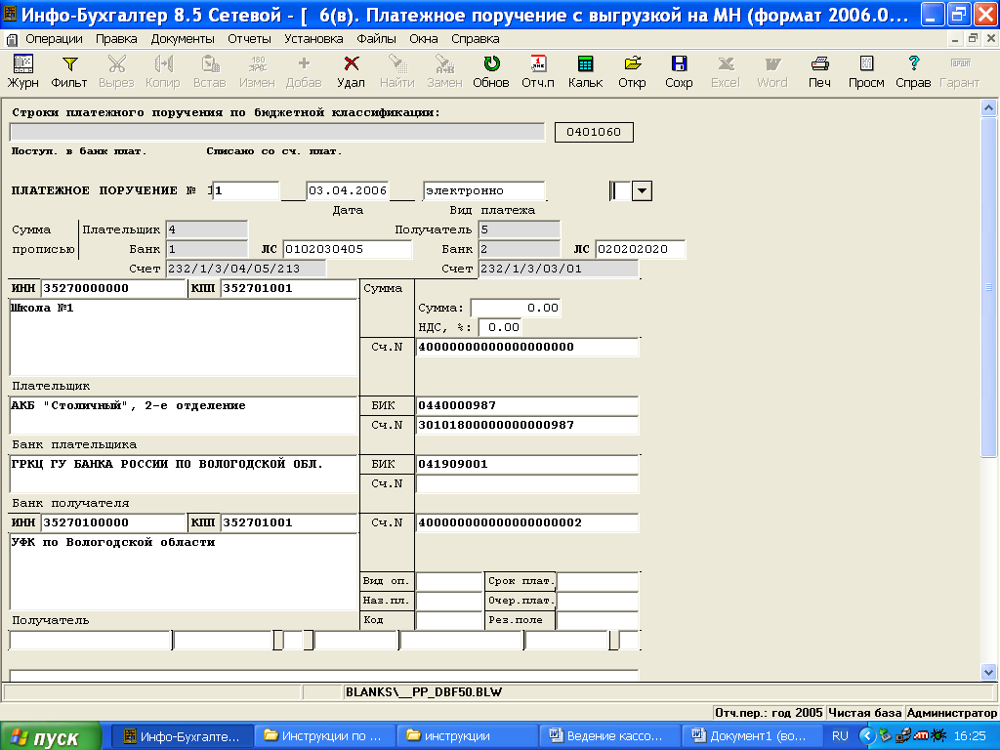 Инфо-Бухгалтер 8.5 Сетевой - [ 6(в). Платежное поручение с выгрузкой на МН (формат 2006.0...
Операции Правка Документы Отчеты Установка Файлы Окна Справка
Журн Фильт Вырез Копир Встав Измен Добав Удал Найти Замен Обнов Отч.п Кальк Откр Сохр Excel Word Печ Просм Справ Гарант
Строки платежного поручения по бюджетной классификации:
0401060
Поступ. в банк плат. Списано со сч. плат.
ПЛАТЕЖНОЕ ПОРУЧЕНИЕ № 1 03.04.2006 электронно
Дата Вид платежа
Сумма Плательщик 4 Получатель 5
прописью Банк 1 ЛС 0102030405 Банк 2 ЛС 020202020
Счет 232/1/3/04/05/213 Счет 232/1/3/03/01
ИНН 35270000000 КПП 352701001 Сумма
Школа №1 Сумма: 0.00
НДС, %: 0.00
Сч.N 40000000000000000000
Плательщик
АКБ "Столичный", 2-е отделение БИК 0440000987
Сч.N 30101800000000000987
Банк плательщика
ГРКЦ ГУ БАНКА РОССИИ ПО ВОЛОГОДСКОЙ ОБЛ. БИК 041909001
Сч.N
Банк получателя
ИНН 35270100000 КПП 352701001 Сч.N 400000000000000000002
УФК по Вологодской области
Вид оп. Срок плат.
Наз.пл. Очер.плат.
Получатель Код Рез.поле
BLANKS\__PP_DBF50.BLW
Отч.пер.: год 2005 Чистая база Администратор
пуск Инфо-Бухгалте... Инструкции по ... инструкции Ведение кассо... Документ1 (во... RU 16:25